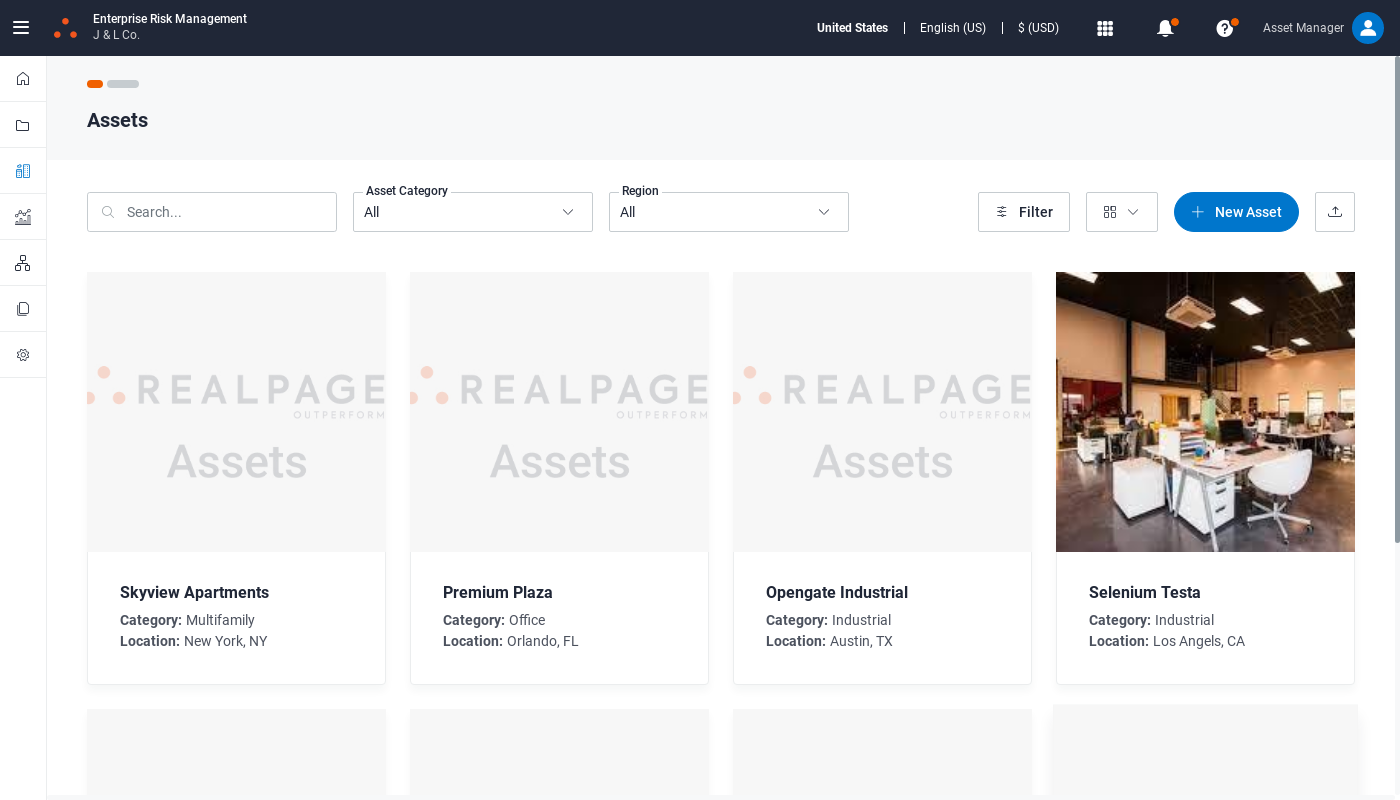 Enterprise Risk Management
J & L Co.
United States
English (US)
$ (USD)
Asset Manager
Assets
Search...
Asset Category
All
Region
All
Filter
New Asset
REALPAGE
OUTPERFORM
Assets
REALPAGE
OUTPERFORM
Assets
REALPAGE
OUTPERFORM
Assets
Skyview Apartments
Category: Multifamily
Location: New York, NY
Premium Plaza
Category: Office
Location: Orlando, FL
Opengate Industrial
Category: Industrial
Location: Austin, TX
Selenium Testa
Category: Industrial
Location: Los Angels, CA